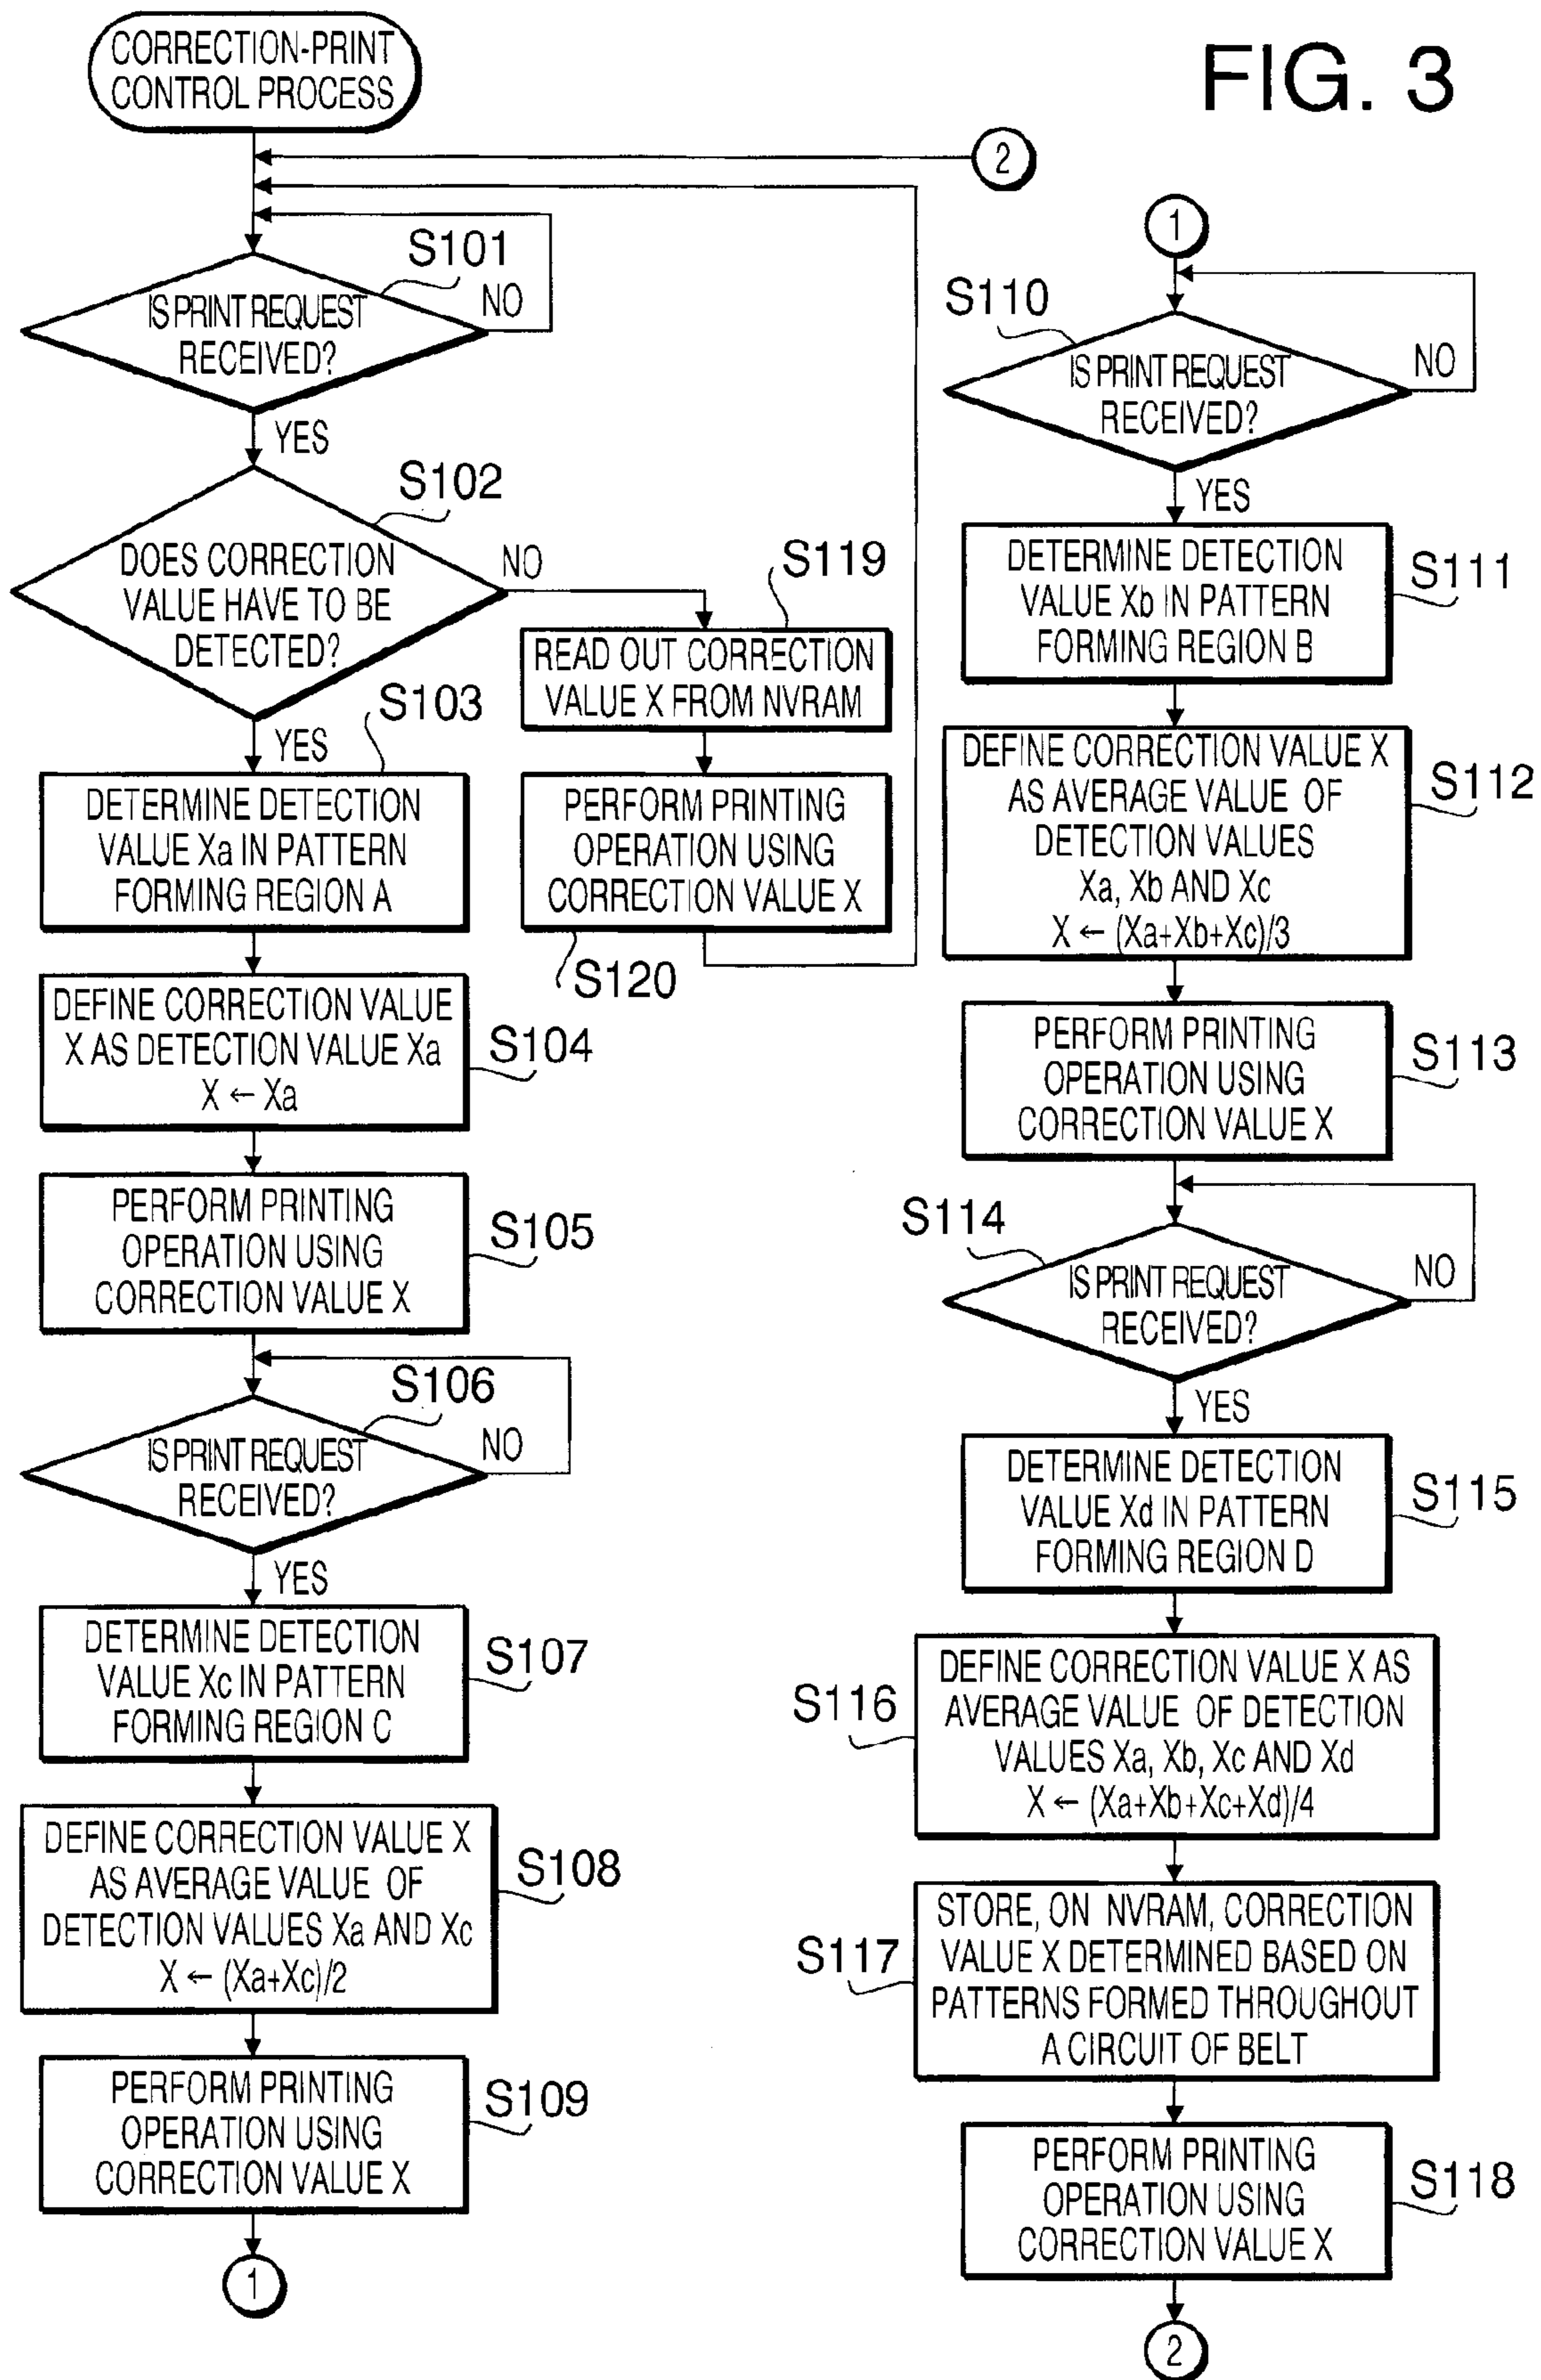 FIG. 3
CORRECTION-PRINT
CONTROL PROCESS
2
S101
IS PRINT REQUEST
RECEIVED?
NO
YES
S102
DOES CORRECTION
VALUE HAVE TO BE
DETECTED?
NO
YES
S119
READ OUT CORRECTION
VALUE X FROM NVRAM
PERFORM PRINTING
OPERATION USING
CORRECTION VALUE X
S120
S103
DETERMINE DETECTION
VALUE Xa IN PATTERN
FORMING REGION A
DEFINE CORRECTION VALUE
X AS DETECTION VALUE Xa
X ← Xa
S104
PERFORM PRINTING
OPERATION USING
CORRECTION VALUE X
S105
S106
IS PRINT REQUEST
RECEIVED?
NO
YES
DETERMINE DETECTION
VALUE Xc IN PATTERN
FORMING REGION C
S107
DEFINE CORRECTION VALUE X
AS AVERAGE VALUE OF
DETECTION VALUES Xa AND Xc
X ← (Xa+Xc)/2
S108
PERFORM PRINTING
OPERATION USING
CORRECTION VALUE X
S109
1
1
S110
IS PRINT REQUEST
RECEIVED?
NO
YES
DETERMINE DETECTION
VALUE Xb IN PATTERN
FORMING REGION B
S111
DEFINE CORRECTION VALUE X
AS AVERAGE VALUE OF
DETECTION VALUES
Xa, Xb AND Xc
X ← (Xa+Xb+Xc)/3
S112
PERFORM PRINTING
OPERATION USING
CORRECTION VALUE X
S113
S114
IS PRINT REQUEST
RECEIVED?
NO
YES
DETERMINE DETECTION
VALUE Xd IN PATTERN
FORMING REGION D
S115
S116
DEFINE CORRECTION VALUE X AS
AVERAGE VALUE OF DETECTION
VALUES Xa, Xb, Xc AND Xd
X ← (Xa+Xb+Xc+Xd)/4
S117
STORE, ON NVRAM, CORRECTION
VALUE X DETERMINED BASED ON
PATTERNS FORMED THROUGHOUT
A CIRCUIT OF BELT
PERFORM PRINTING
OPERATION USING
CORRECTION VALUE X
S118
2